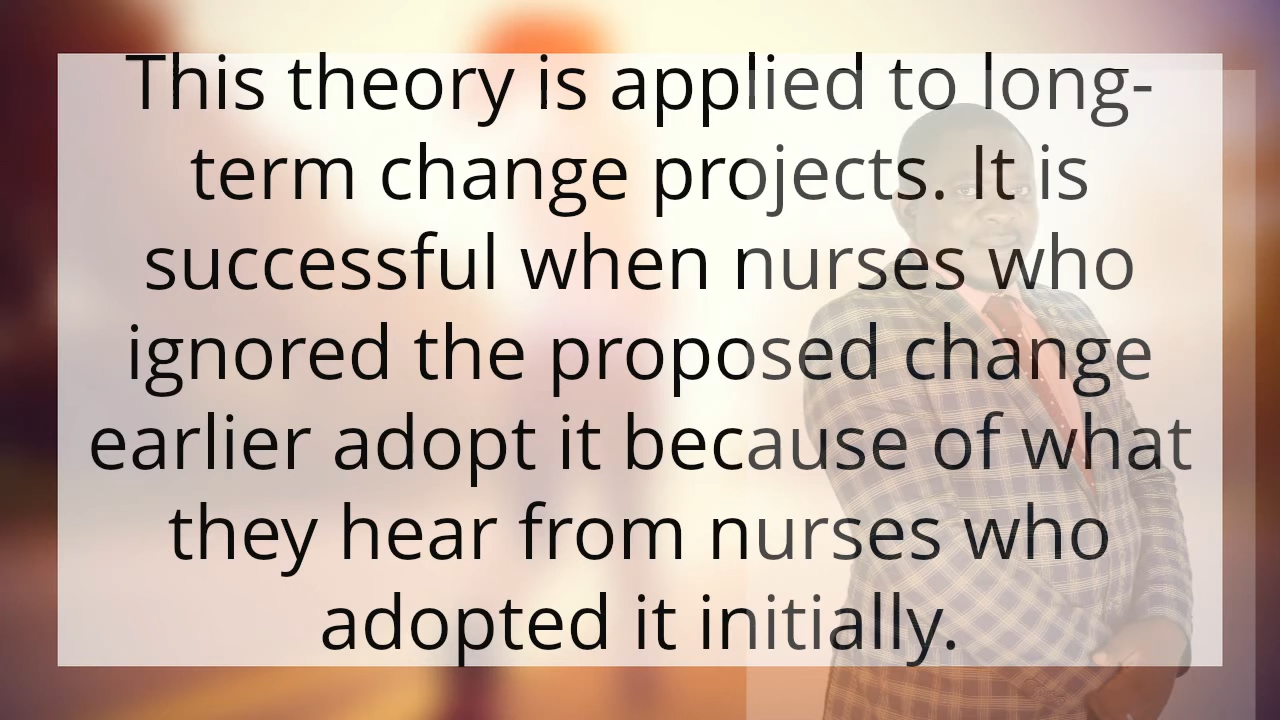 This theory is applied to long-
term change projects. It is
successful when nurses who
ignored the proposed change
earlier adopt it because of what
they hear from nurses who
adopted it initially.